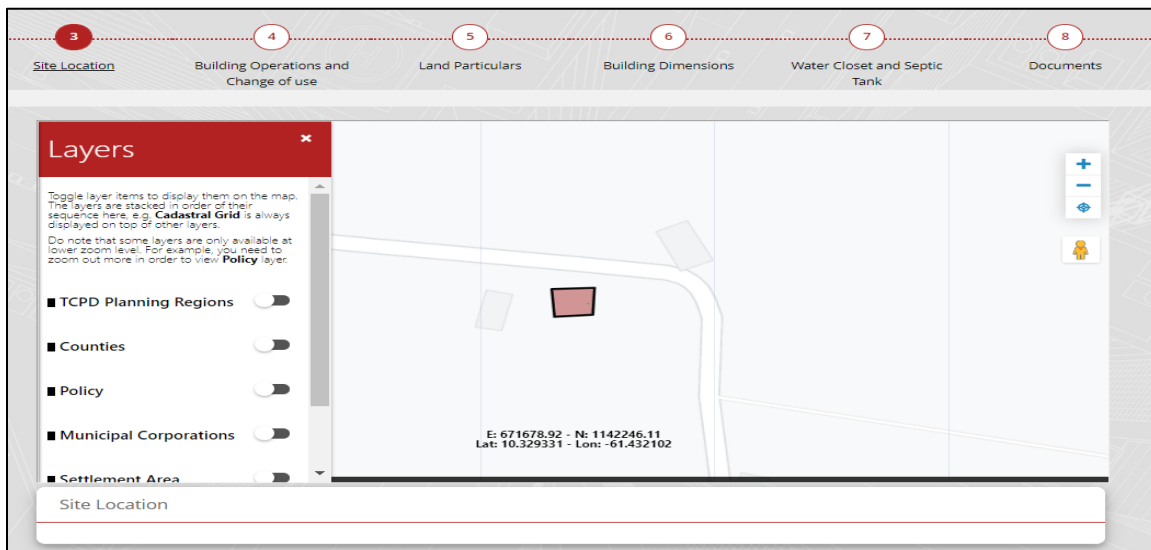 3
4
5
6
7
8
Site Location
Building Operations and
Change of use
Land Particulars
Building Dimensions
Water Closet and Septic
Tank
Documents
Layers
×
Toggle layer items to display them on the map.
The layers are stacked in order of their
sequence here, e.g. Cadastral Grid is always
displayed on top of other layers.
Do note that some layers are only available at
lower zoom level. For example, you need to
zoom out more in order to view Policy layer.
TCPD Planning Regions
Counties
Policy
Municipal Corporations
Settlement Area
E: 671678.92 - N: 1142246.11
Lat: 10.329331 - Lon: -61.432102
Site Location